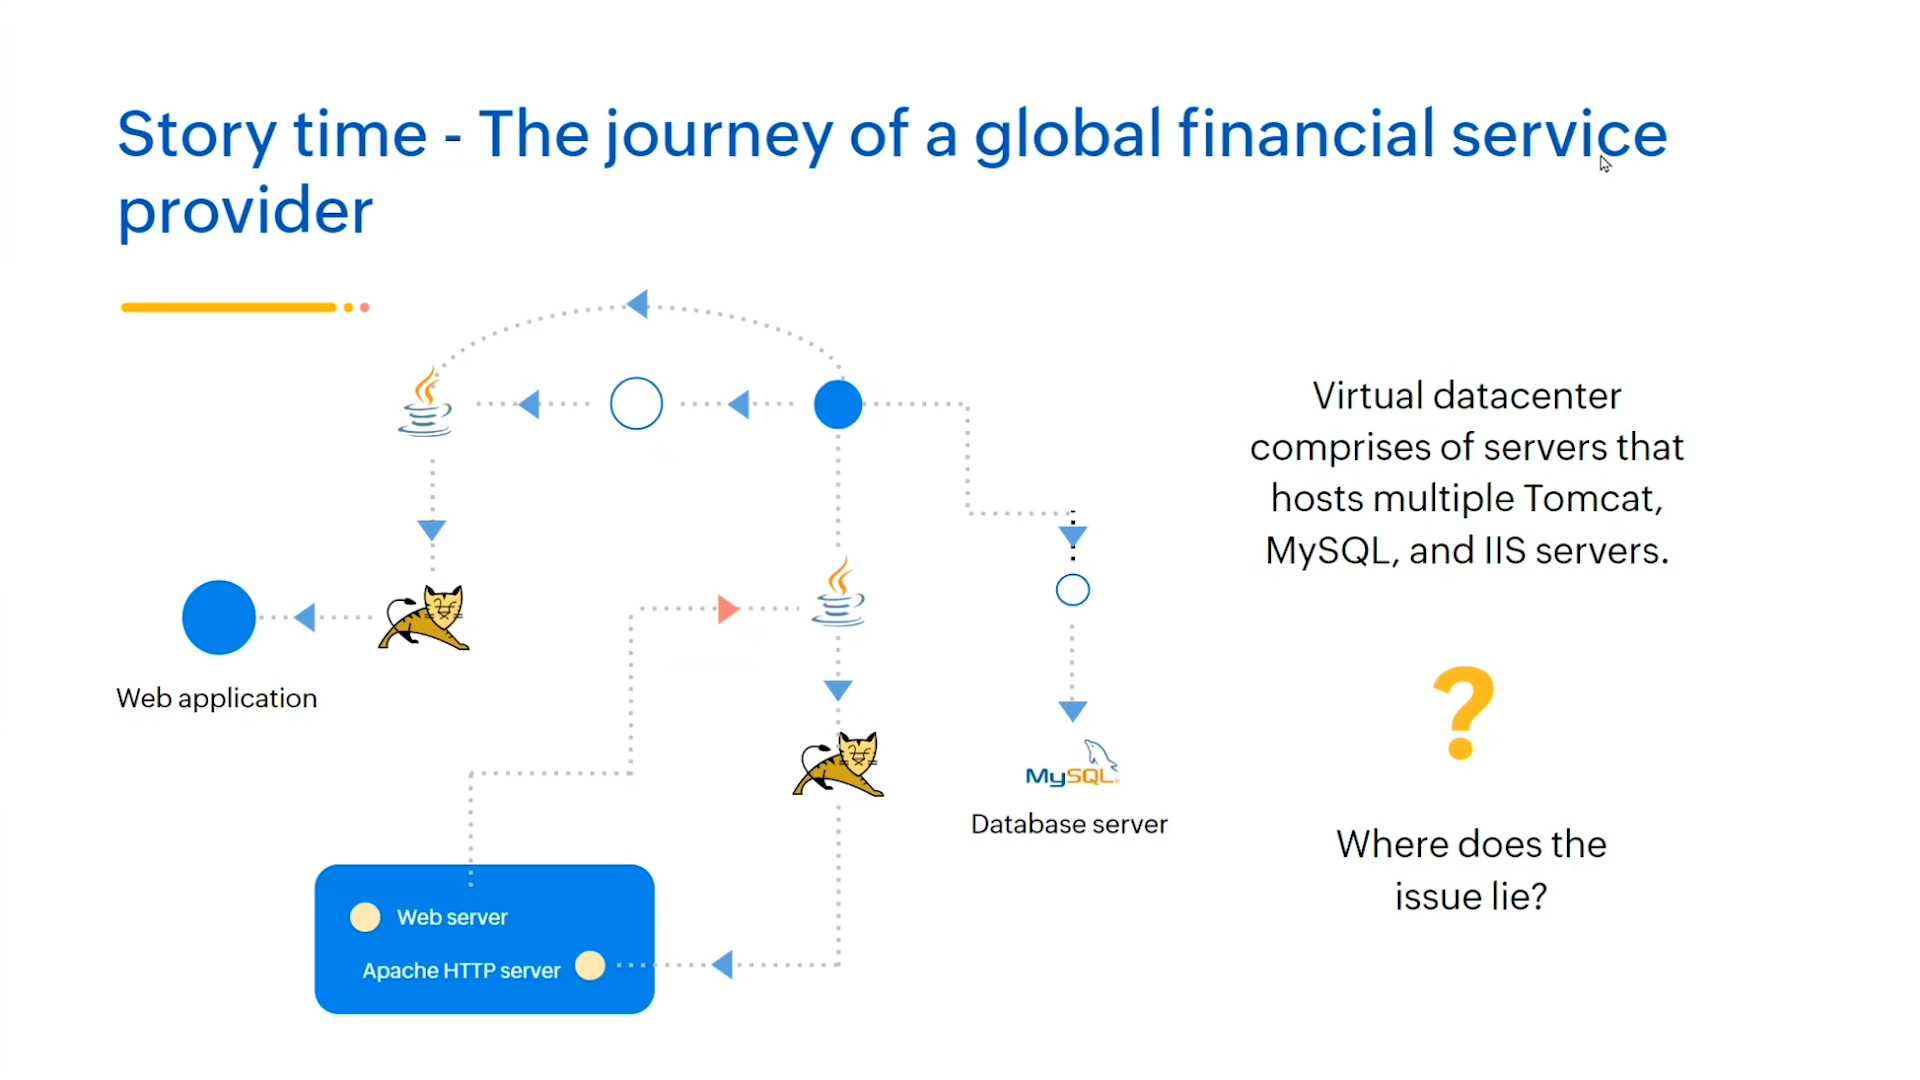 Story time - The journey of a global financial service
provider
Virtual datacenter
comprises of servers that
hosts multiple Tomcat,
MySQL, and IIS servers.
Web application
MySQL
Database server
Where does the
issue lie?
?
Web server
Apache HTTP server